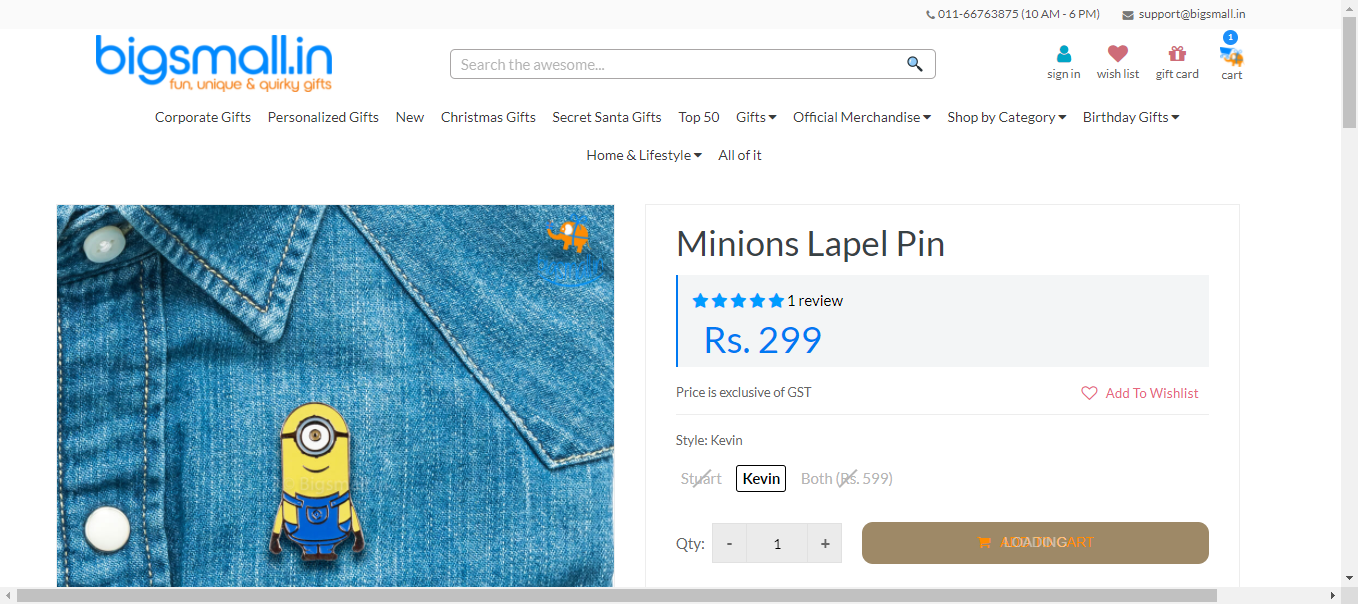 011-66763875 (10 AM - 6 PM) support@bigsmall.in
bigsmall.in
fun, unique & quirky gifts
Search the awesome...
1
sign in wish list gift card cart
Corporate Gifts Personalized Gifts New Christmas Gifts Secret Santa Gifts Top 50 Gifts Official Merchandise Shop by Category Birthday Gifts
Home & Lifestyle All of it
Minions Lapel Pin
1 review
Rs. 299
Price is exclusive of GST Add To Wishlist
Style: Kevin
Stuart Kevin Both (Rs. 599)
Qty: - 1 + LOADING